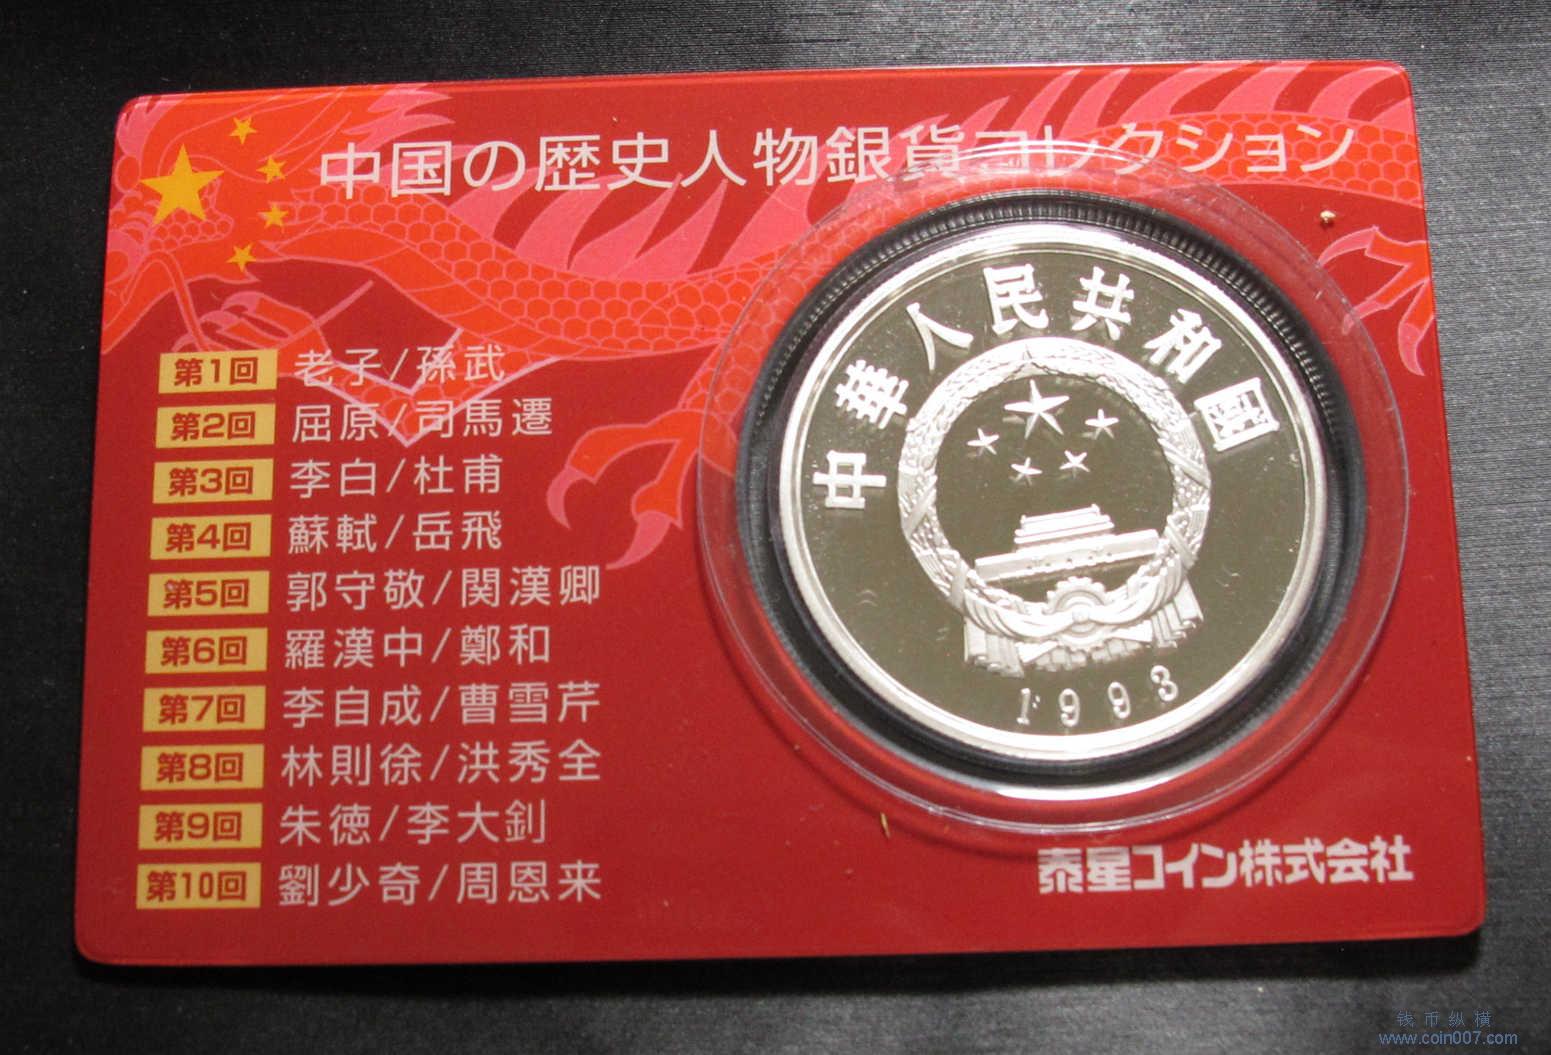 中国の歴史人物銀貨コレクション
第1回 老子/孫武
第2回 屈原/司馬遷
第3回 李白/杜甫
第4回 蘇軾/岳飛
第5回 郭守敬/関漢卿
第6回 羅漢中/鄭和
第7回 李自成/曹雪芹
第8回 林則徐/洪秀全
第9回 朱徳/李大釗
第10回 劉少奇/周恩来
中華人民共和國
1993
泰星コイン株式会社
钱币纵横
www.coin007.com